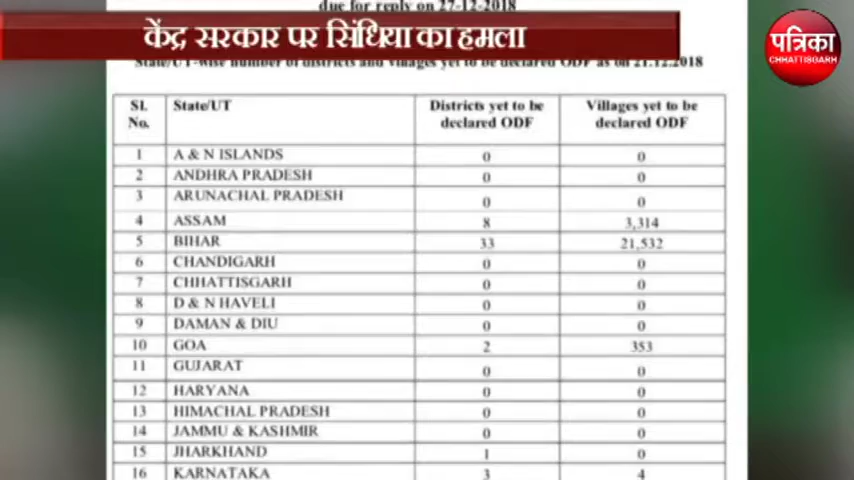 due for reply on 27-12-2018
केंद्र सरकार पर सिंधिया का हमला
पत्रिका
CHHATTISGARH
State/UT-wise number of districts and villages yet to be declared ODF as on 21.12.2018
Sl. No. State/UT Districts yet to be declared ODF Villages yet to be declared ODF
1 A & N ISLANDS 0 0
2 ANDHRA PRADESH 0 0
3 ARUNACHAL PRADESH 0 0
4 ASSAM 8 3,314
5 BIHAR 33 21,532
6 CHANDIGARH 0 0
7 CHHATTISGARH 0 0
8 D & N HAVELI 0 0
9 DAMAN & DIU 0 0
10 GOA 2 353
11 GUJARAT 0 0
12 HARYANA 0 0
13 HIMACHAL PRADESH 0 0
14 JAMMU & KASHMIR 0 0
15 JHARKHAND 1 0
16 KARNATAKA 3 4